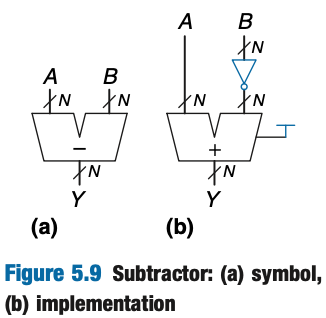 A B
N
A B
N N N N
− +
N N
Y Y
(a) (b)
Figure 5.9 Subtractor: (a) symbol,
(b) implementation